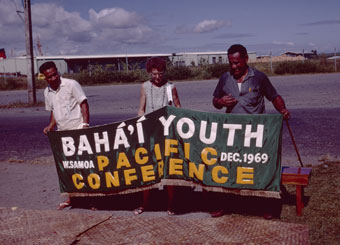 BAHÁ'Í YOUTH
W.SAMOA PACIFIC DEC. 1969
CONFERENCE